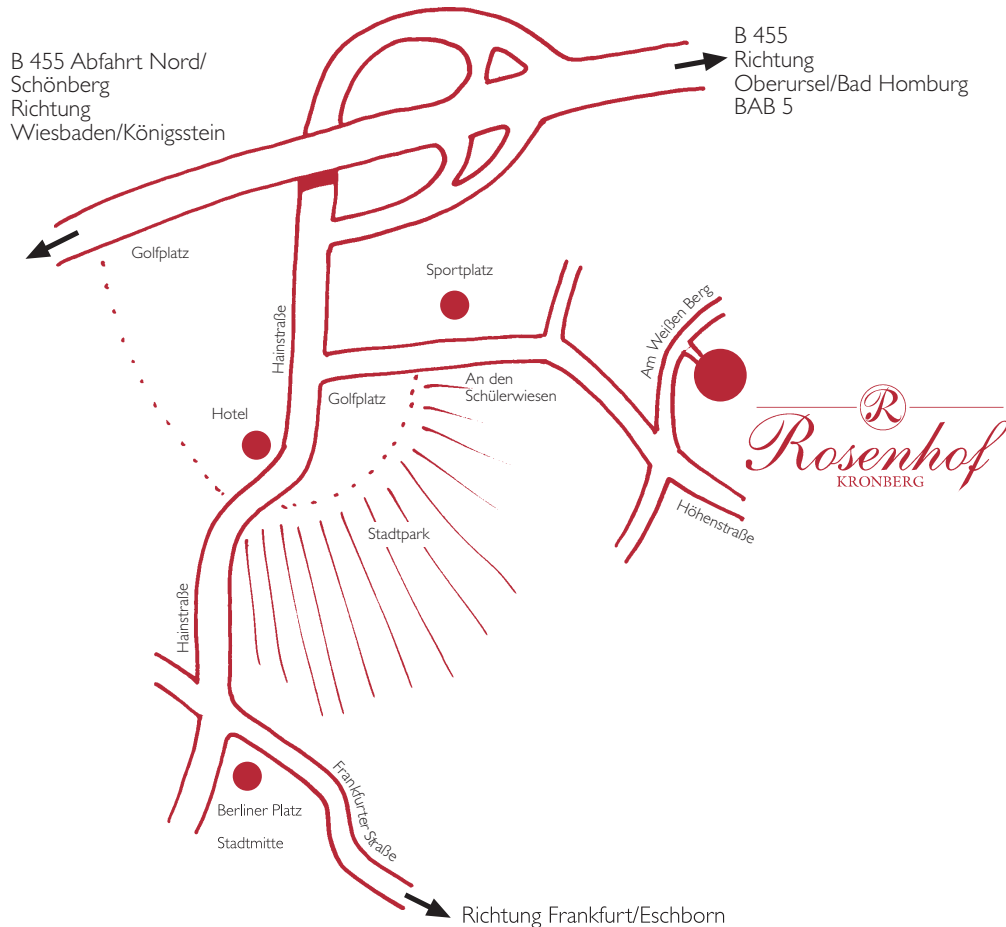 B 455 Abfahrt Nord/
Schönberg
Richtung
Wiesbaden/Königsstein
B 455
Richtung
Oberursel/Bad Homburg
BAB 5
Golfplatz
Sportplatz
Hainstraße
Am Weißen Berg
An den
Schülerwiesen
Golfplatz
Hotel
R
Rosenhof
KRONBERG
Höhenstraße
Stadtpark
Hainstraße
Berliner Platz
Stadtmitte
Frankfurter Straße
Richtung Frankfurt/Eschborn